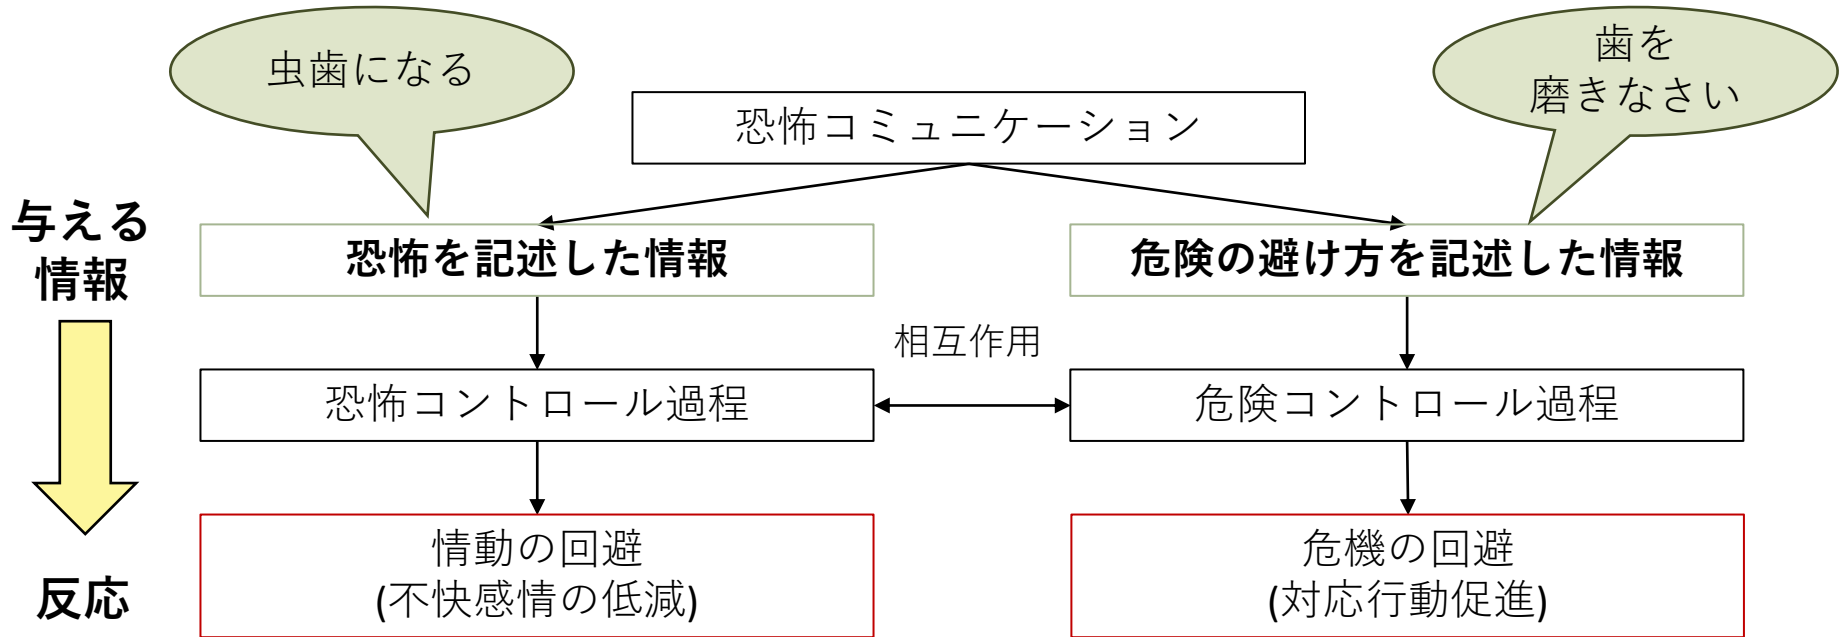 虫歯になる
歯を
磨きなさい
恐怖コミュニケーション
与える
情報
恐怖を記述した情報
危険の避け方を記述した情報
相互作用
恐怖コントロール過程
危険コントロール過程
反応
情動の回避
(不快感情の低減)
危機の回避
(対応行動促進)